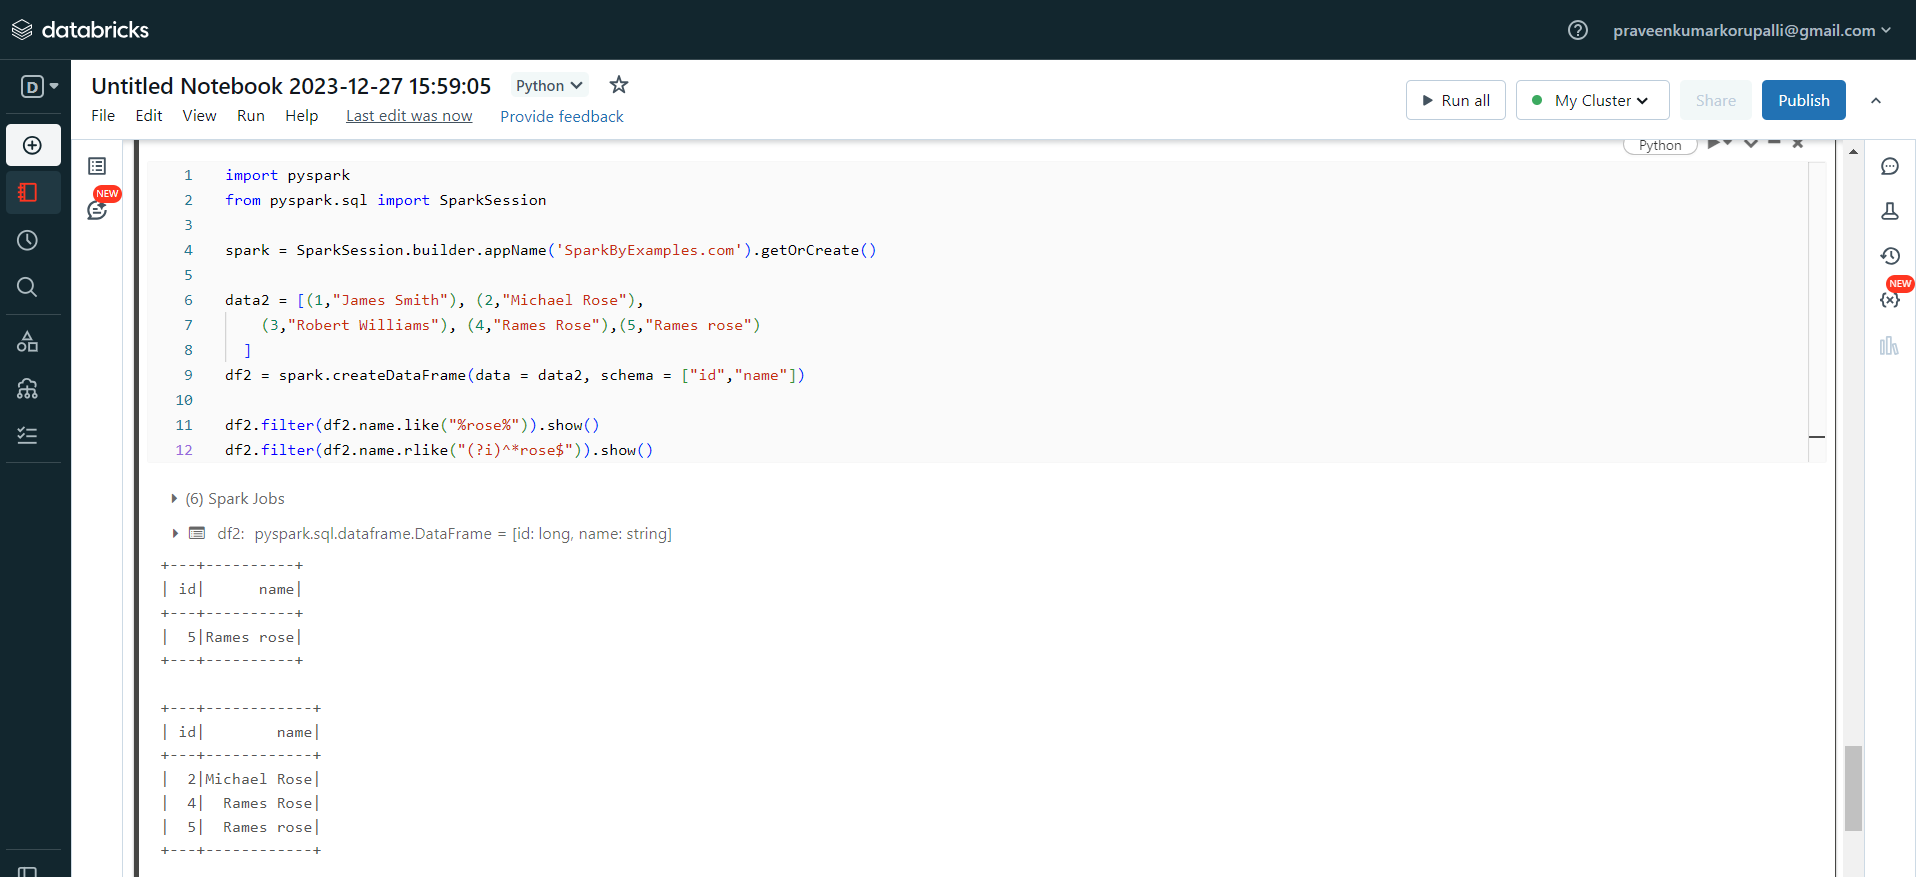 databricks
praveenkumarkorupalli@gmail.com
D
Untitled Notebook 2023-12-27 15:59:05 Python
File Edit View Run Help Last edit was now Provide feedback
Run all My Cluster Share Publish
NEW
Python
NEW
1 import pyspark
2 from pyspark.sql import SparkSession
3
4 spark = SparkSession.builder.appName('SparkByExamples.com').getOrCreate()
5
6 data2 = [(1,"James Smith"), (2,"Michael Rose"),
7 (3,"Robert Williams"), (4,"Rames Rose"),(5,"Rames rose")
8 ]
9 df2 = spark.createDataFrame(data = data2, schema = ["id","name"])
10
11 df2.filter(df2.name.like("%rose%")).show()
12 df2.filter(df2.name.rlike("(?i)^*rose$")).show()
(6) Spark Jobs
df2: pyspark.sql.dataframe.DataFrame = [id: long, name: string]
+---+----------+
| id|      name|
+---+----------+
|  5|Rames rose|
+---+----------+
+---+------------+
| id|        name|
+---+------------+
|  2|Michael Rose|
|  4|  Rames Rose|
|  5|  Rames rose|
+---+------------+